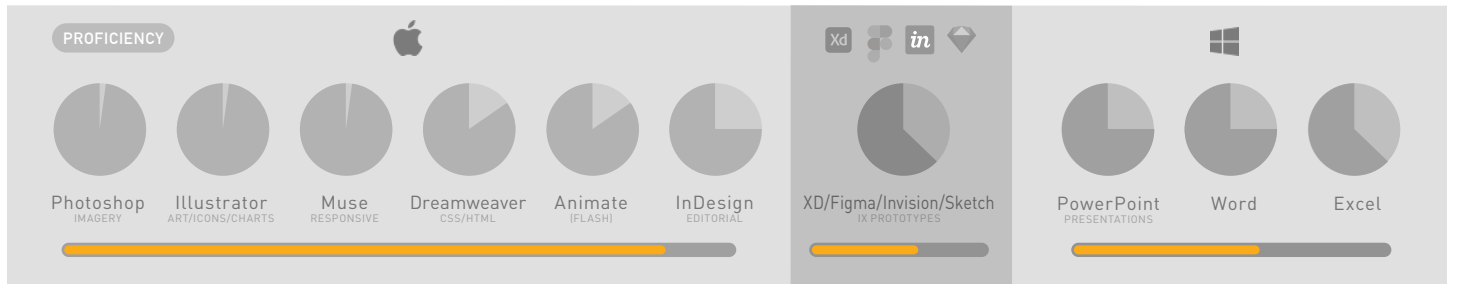 PROFICIENCY
Xd in
Photoshop Illustrator Muse Dreamweaver Animate InDesign XD/Figma/Invision/Sketch PowerPoint Word Excel
IMAGERY ART/ICONS/CHARTS RESPONSIVE CSS/HTML (FLASH) EDITORIAL IX PROTOTYPES PRESENTATIONS